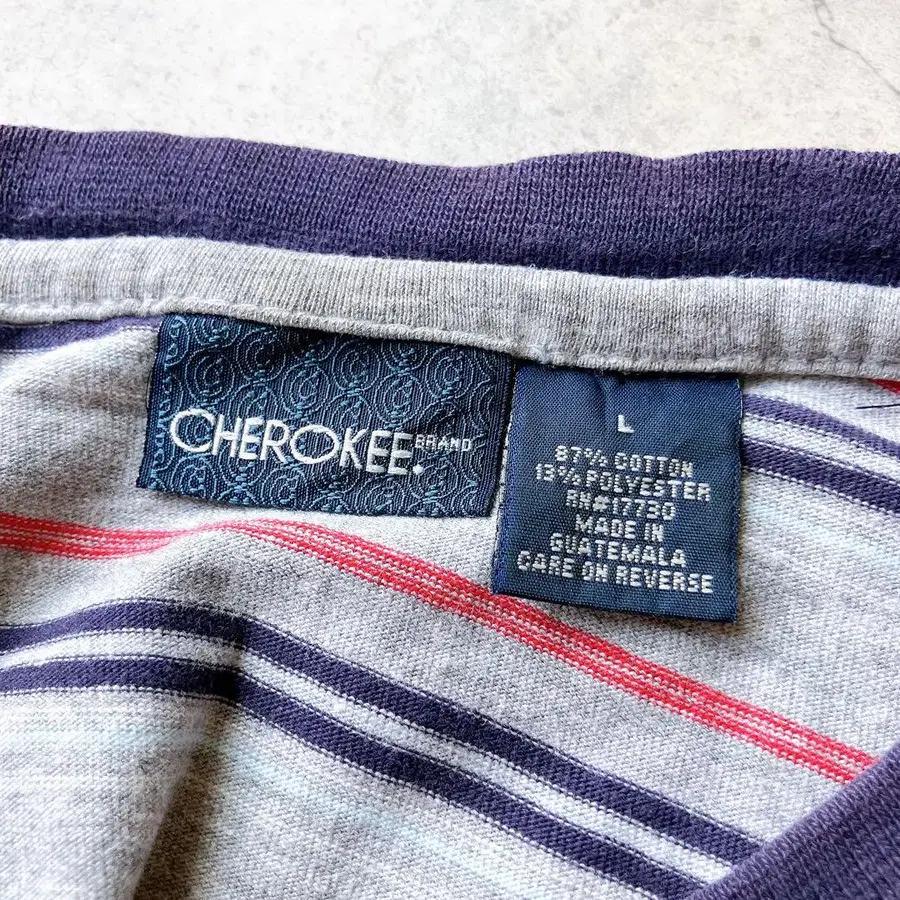 CHEROKEE BRAND
L
87% COTTON
13% POLYESTER
RN#17730
MADE IN
GUATEMALA
CARE ON REVERSE